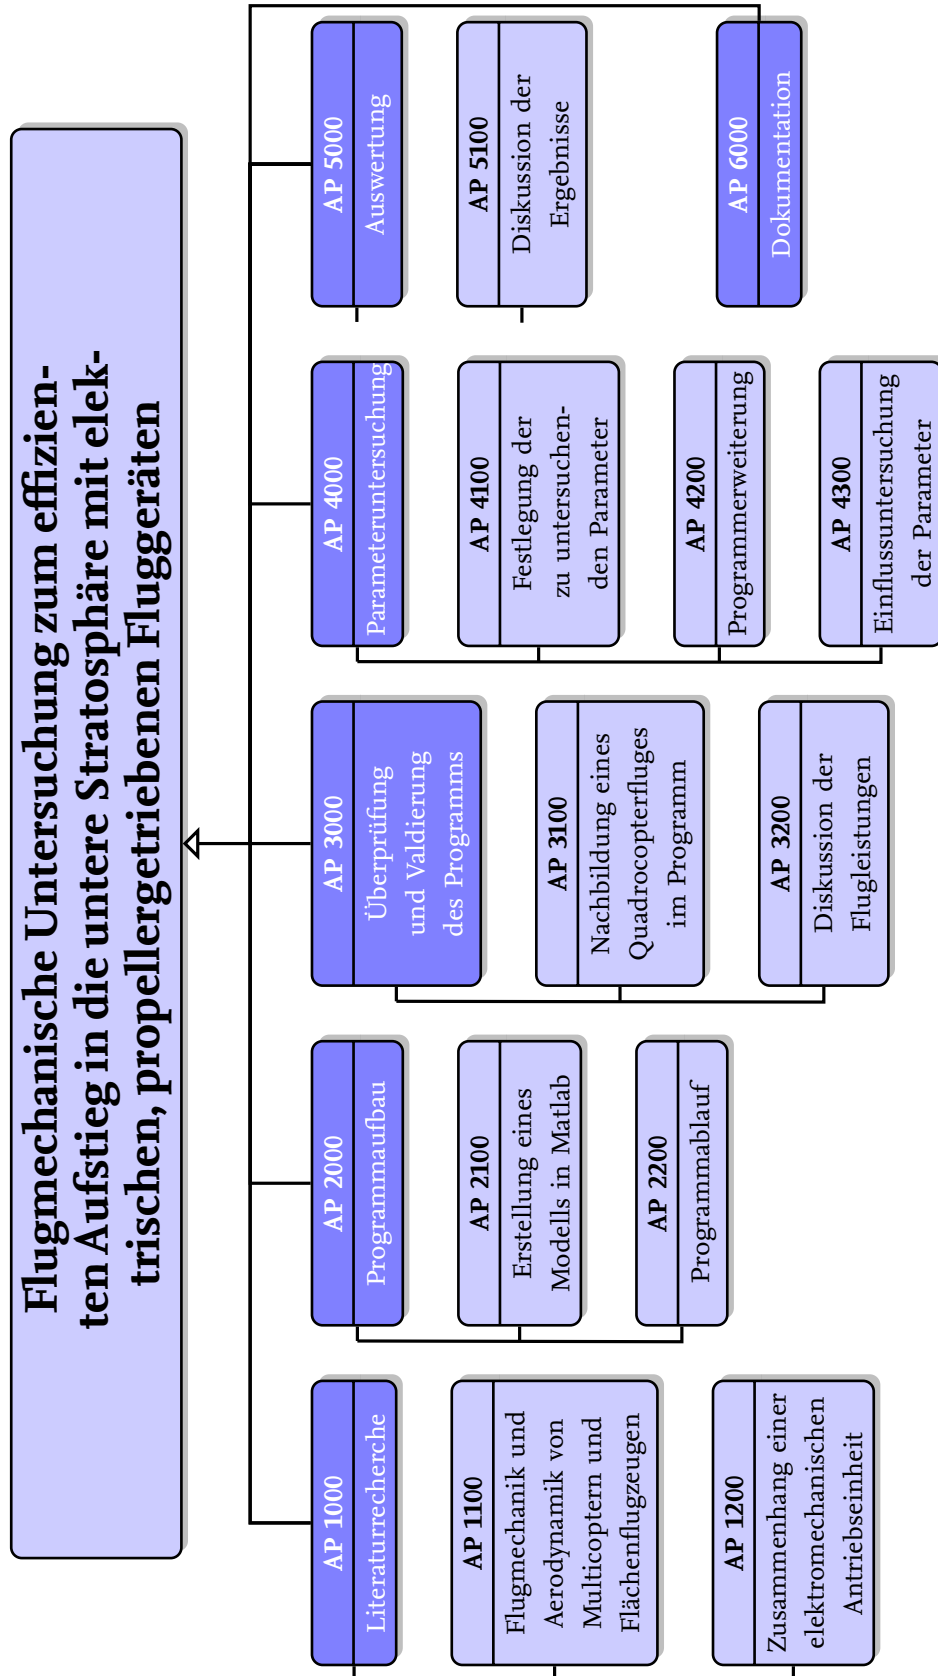 Flugmechanische Untersuchung zum effizien-
ten Aufstieg in die untere Stratosphäre mit elek-
trischen, propellergetriebenen Fluggeräten
AP 1000
Literaturrecherche
AP 1100
Flugmechanik und
Aerodynamik von
Multicoptern und
Flächenflugzeugen
AP 1200
Zusammenhang einer
elektromechanischen
Antriebseinheit
AP 2000
Programmaufbau
AP 2100
Erstellung eines
Modells in Matlab
AP 2200
Programmablauf
AP 3000
Überprüfung
und Valdierung
des Programms
AP 3100
Nachbildung eines
Quadrocopterfluges
im Programm
AP 3200
Diskussion der
Flugleistungen
AP 4000
Parameteruntersuchung
AP 4100
Festlegung der
zu untersuchen-
den Parameter
AP 4200
Programmerweiterung
AP 4300
Einflussuntersuchung
der Parameter
AP 5000
Auswertung
AP 5100
Diskussion der
Ergebnisse
AP 6000
Dokumentation